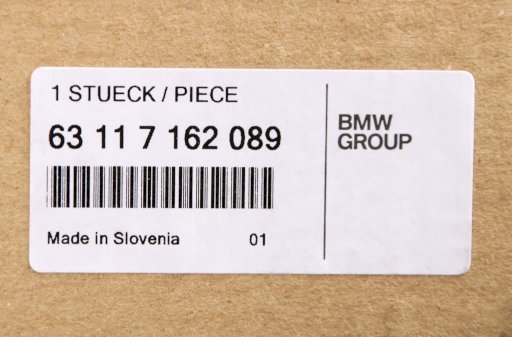 1 STUECK / PIECE
63 11 7 162 089
Made in Slovenia 01
BMW
GROUP